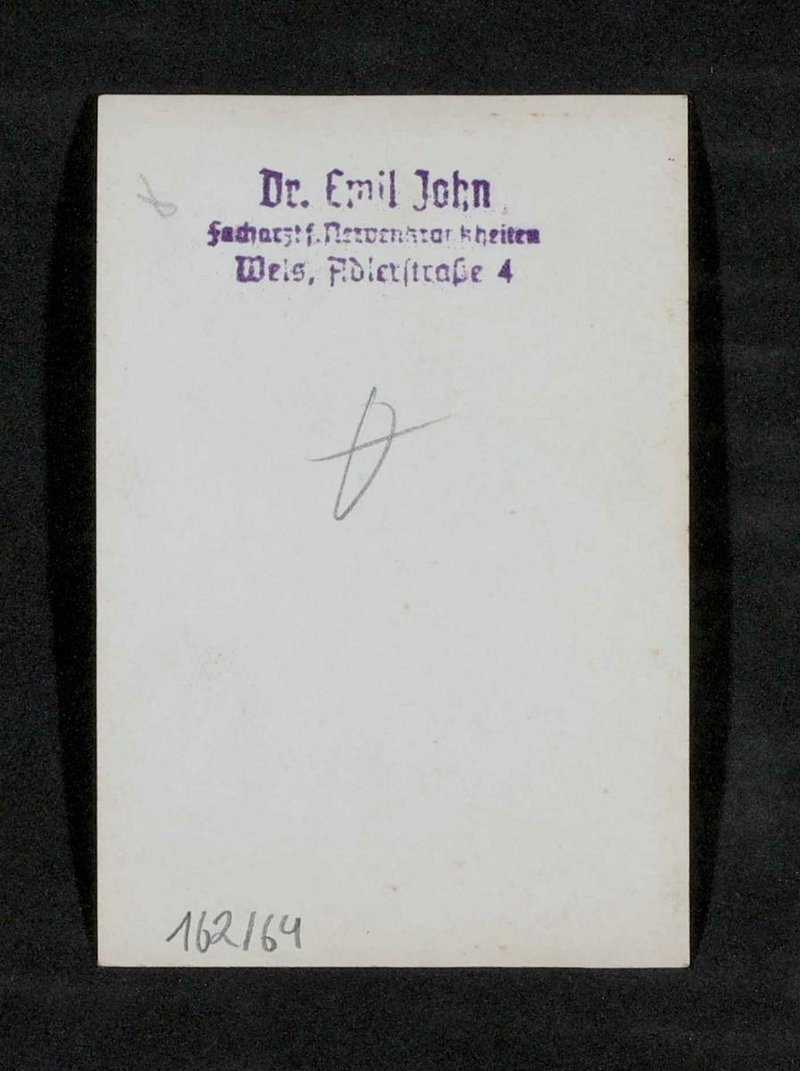 Dr. Emil John
Facharzt f. Nervenkrankheiten
Wels, Adlerstraße 4
162/64